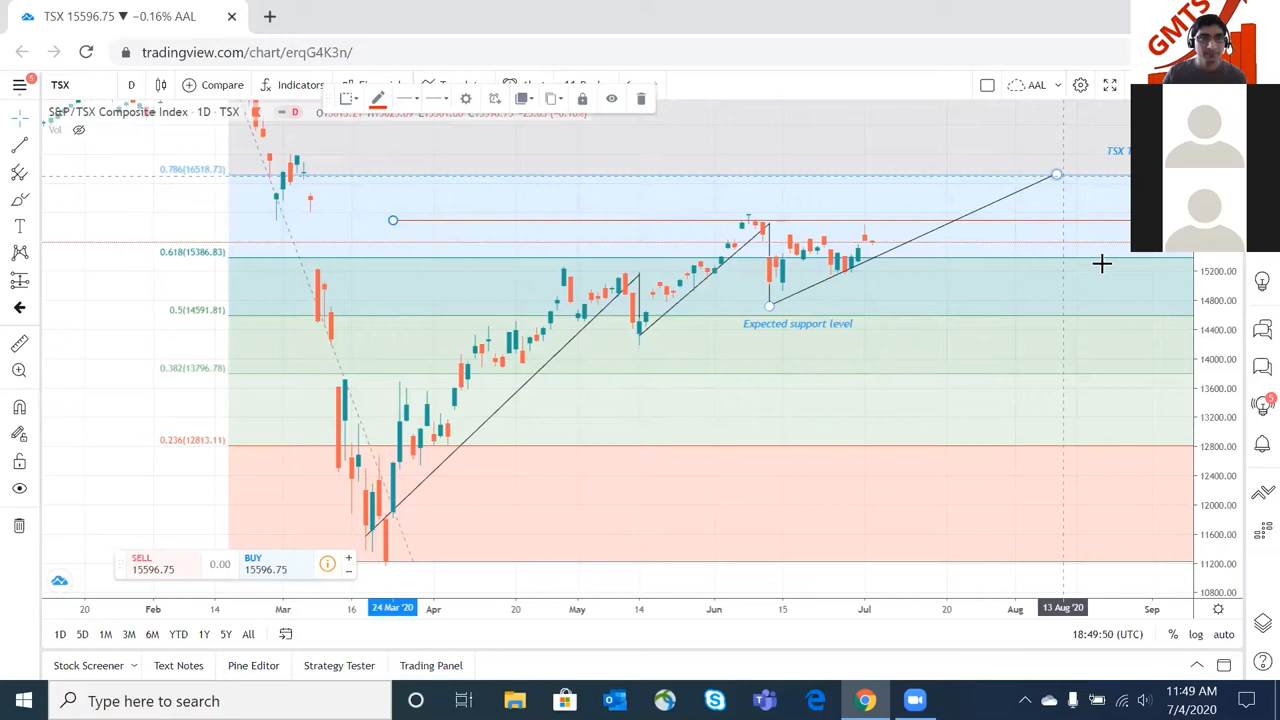 TSX 15596.75 ▼ −0.16% AAL
tradingview.com/chart/erqG4K3n/
GMTS
5
TSX
D
Compare
Indicators
AAL
S&P/TSX Composite Index · 1D · TSX
D
Vol
0.786(16518.73)
TSX T
0.618(15386.83)
0.5(14591.81)
Expected support level
0.382(13796.78)
0.236(12813.11)
15200.00
14800.00
14400.00
14000.00
13600.00
13200.00
12800.00
12400.00
12000.00
11600.00
11200.00
10800.00
5
SELL
15596.75
0.00
BUY
15596.75
20
Feb
14
Mar
16
24 Mar '20
Apr
20
May
14
Jun
15
Jul
20
Aug
13 Aug '20
Sep
1D 5D 1M 3M 6M YTD 1Y 5Y All
18:49:50 (UTC)
% log auto
Stock Screener
Text Notes
Pine Editor
Strategy Tester
Trading Panel
Type here to search
11:49 AM
7/4/2020